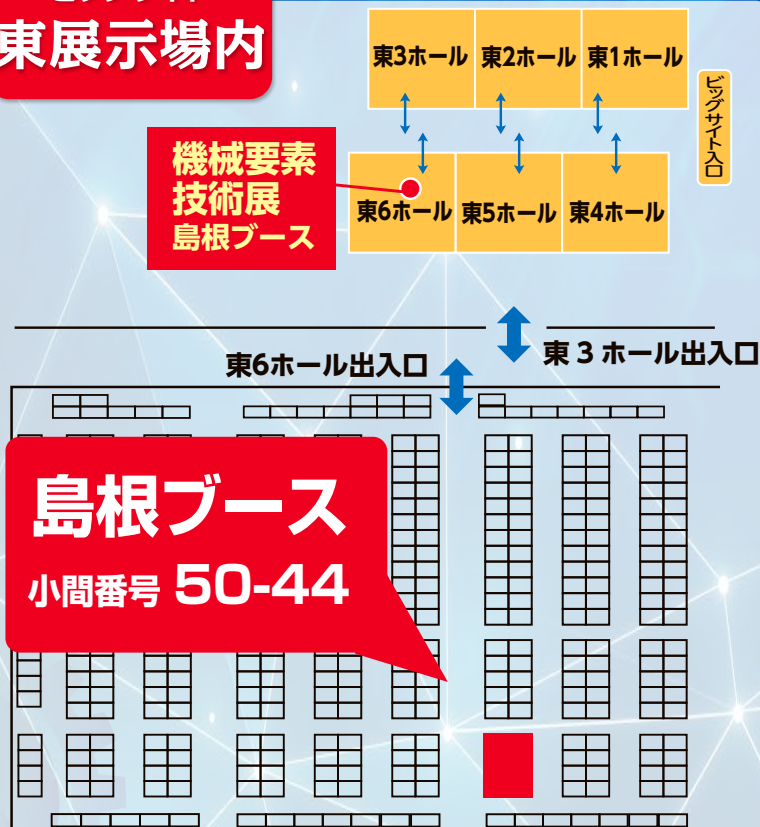 東展示場内
東3ホール
東2ホール
東1ホール
ビッグサイト入口
機械要素
技術展
島根ブース
東6ホール
東5ホール
東4ホール
東3ホール出入口
東6ホール出入口
島根ブース
小間番号 50-44